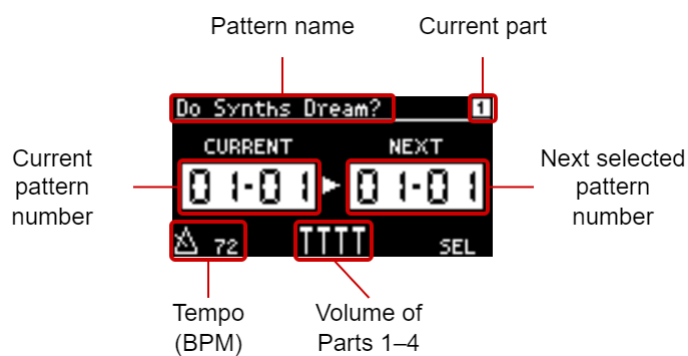 Pattern name
Current part
Do Synths Dream?
1
CURRENT
NEXT
Current
pattern
number
01-01
01-01
Next selected
pattern
number
72
SEL
Tempo
(BPM)
Volume of
Parts 1–4